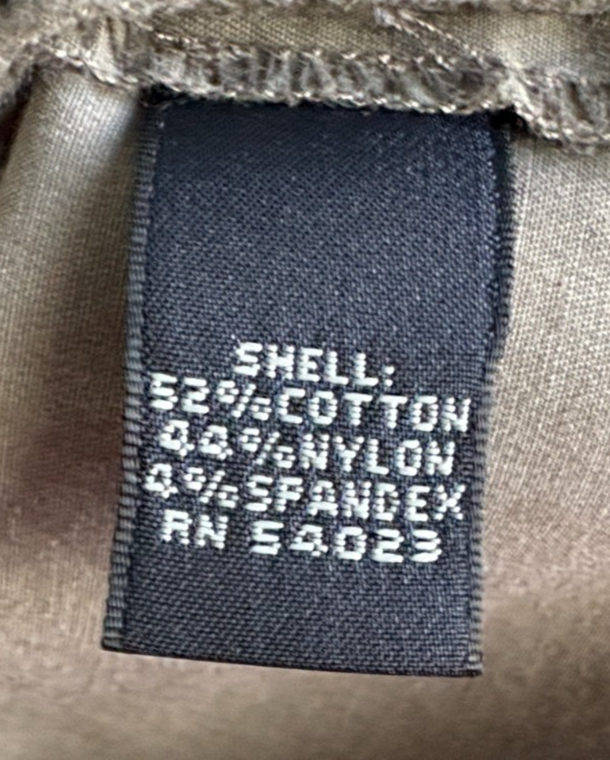 SHELL:
52%COTTON
44%NYLON
4%SPANDEX
RN 54023